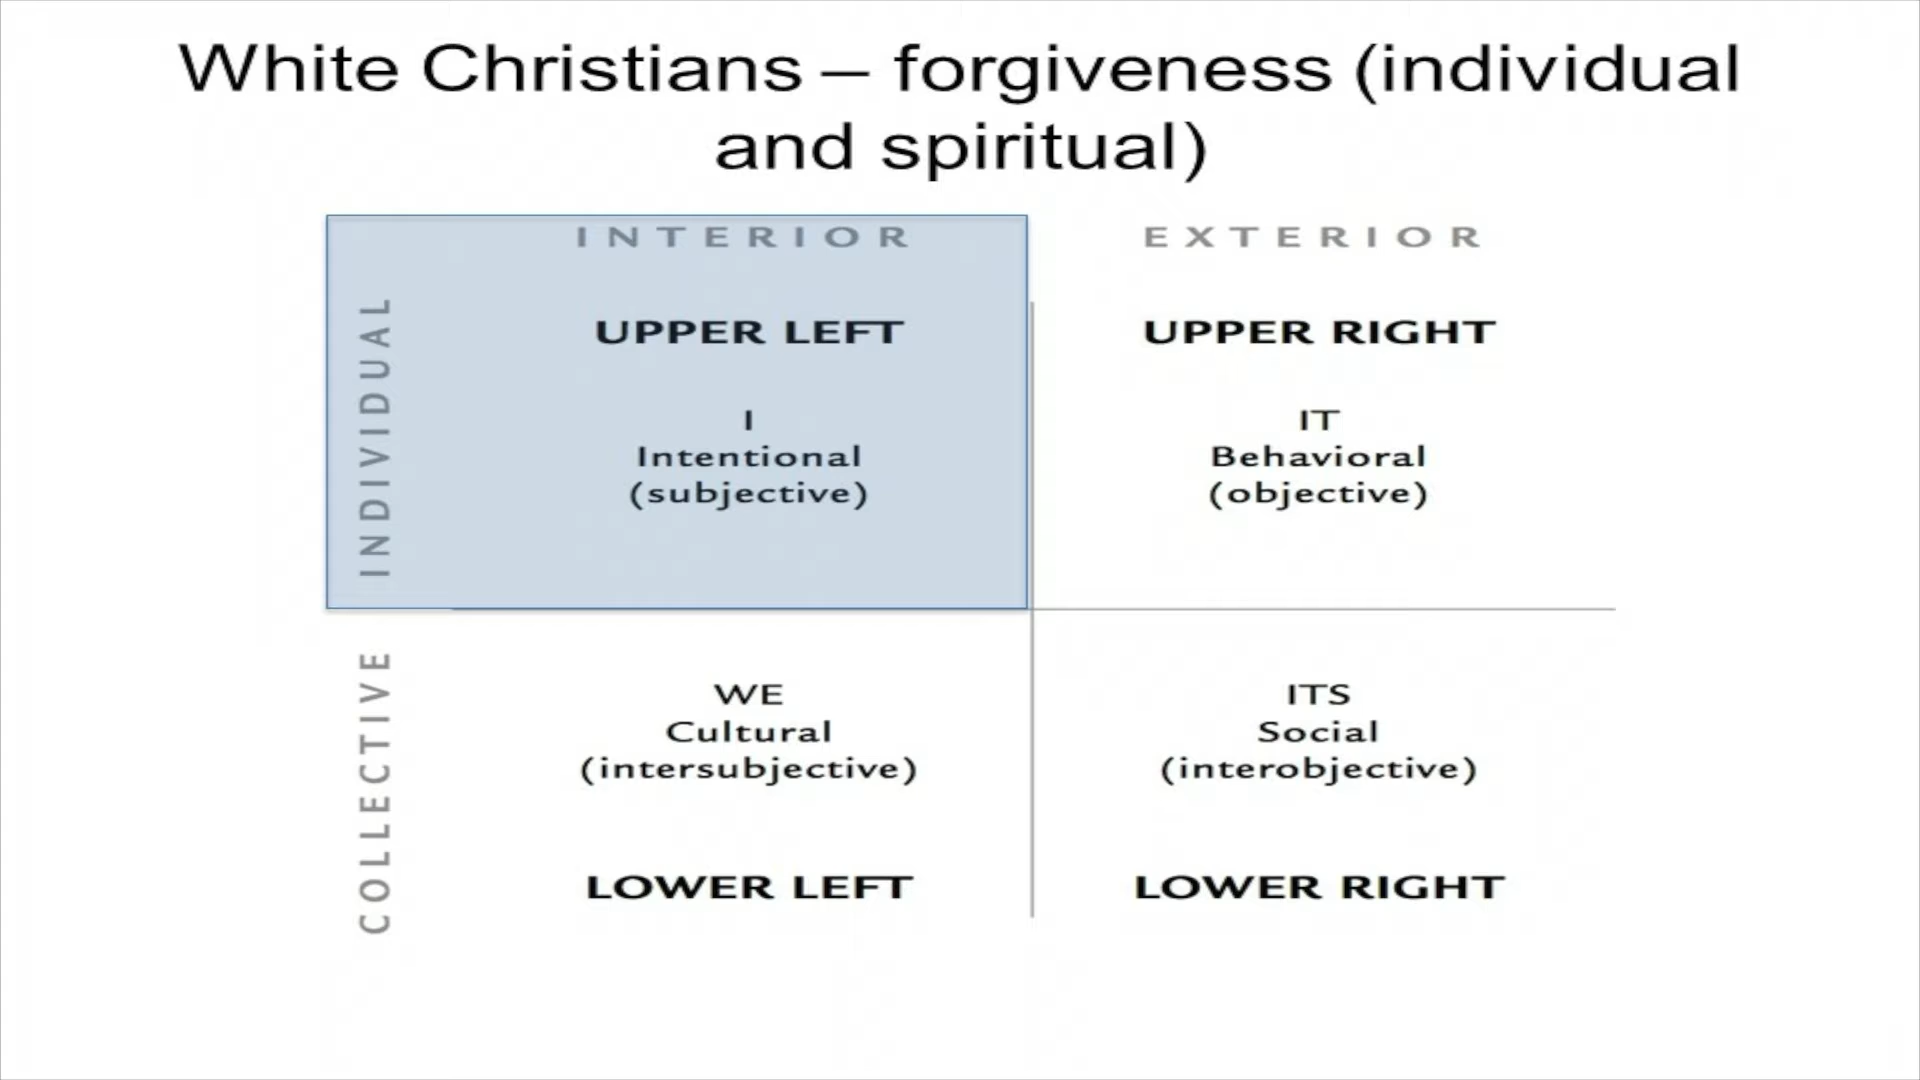 White Christians – forgiveness (individual
and spiritual)
INTERIOR
EXTERIOR
INDIVIDUAL
UPPER LEFT
UPPER RIGHT
I
Intentional
(subjective)
IT
Behavioral
(objective)
COLLECTIVE
WE
Cultural
(intersubjective)
ITS
Social
(interobjective)
LOWER LEFT
LOWER RIGHT